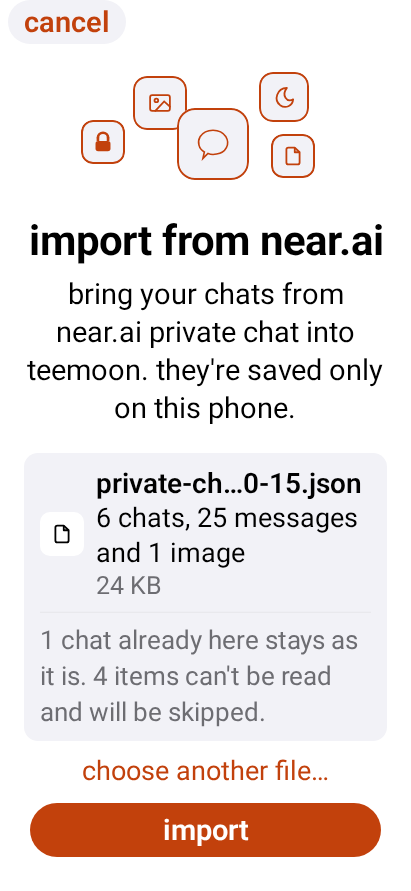 cancel
import from near.ai
bring your chats from
near.ai private chat into
teemoon. they're saved only
on this phone.
private-ch…0-15.json
6 chats, 25 messages
and 1 image
24 KB
1 chat already here stays as
it is. 4 items can't be read
and will be skipped.
choose another file…
import